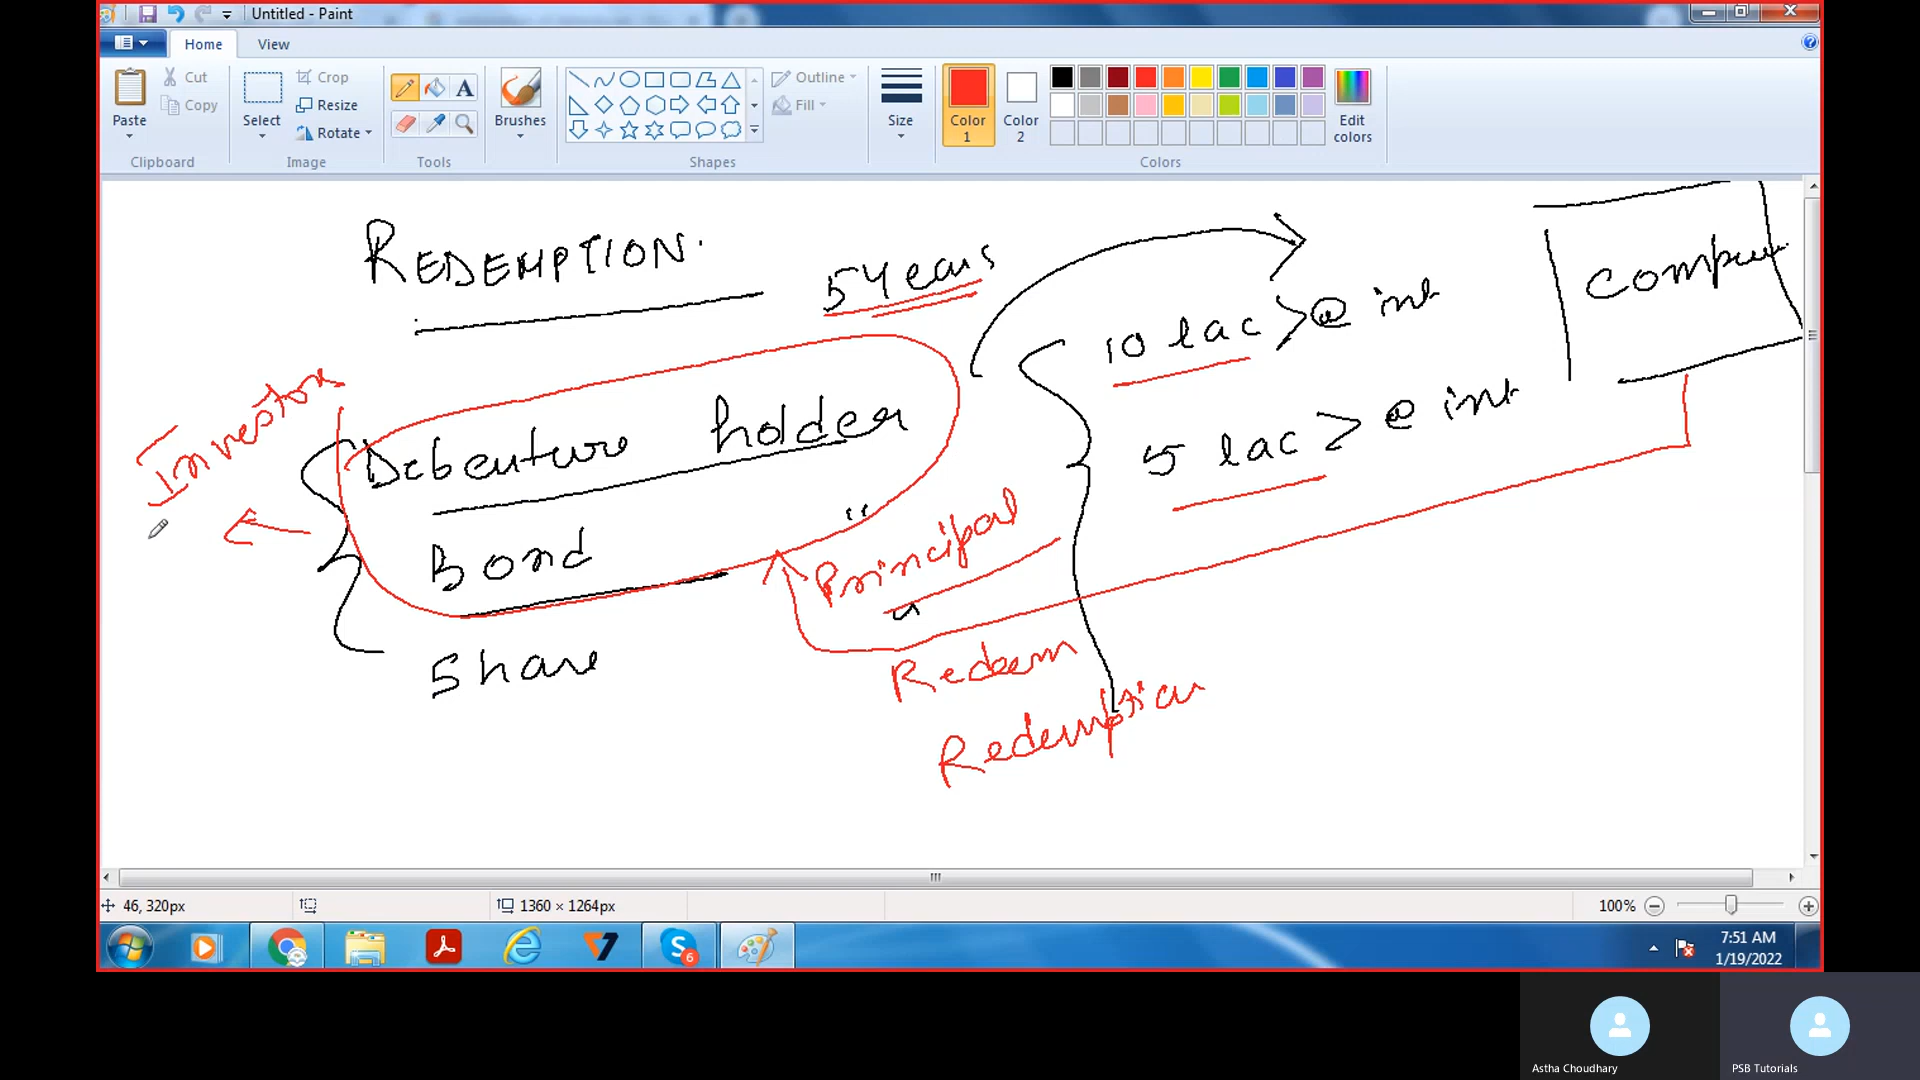 Untitled - Paint
Home
View
Paste
Cut
Copy
Clipboard
Select
Crop
Resize
Rotate
Image
Tools
Brushes
Shapes
Outline
Fill
Size
Color 1
Color 2
Edit colors
Colors
REDEMPTION.
5 Years
10 lac > @ int
5 lac > @ int
Investors
Debenture holder
Bond "
Share
Principal
Redeem
Redemption
46, 320px
1360 × 1264px
100%
6
7:51 AM
1/19/2022
Astha Choudhary
PSB Tutorials